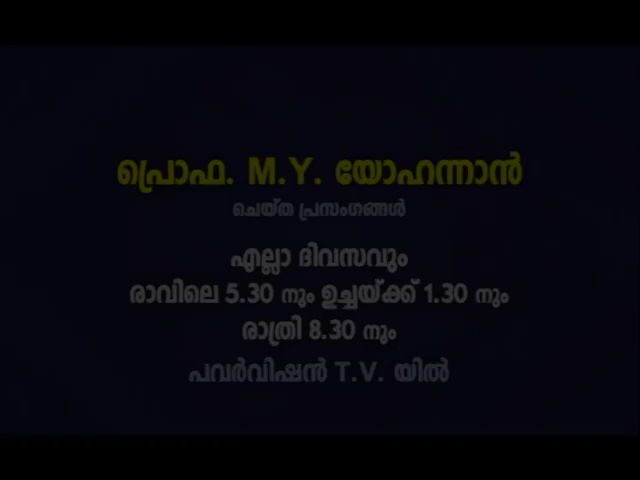 പ്രൊഫ. M.Y. യോഹന്നാൻ
ചെയ്ത പ്രസംഗങ്ങൾ
എല്ലാ ദിവസവും
രാവിലെ 5.30 നും ഉച്ചയ്ക്ക് 1.30 നും
രാത്രി 8.30 നും
പവർവിഷൻ T.V. യിൽ